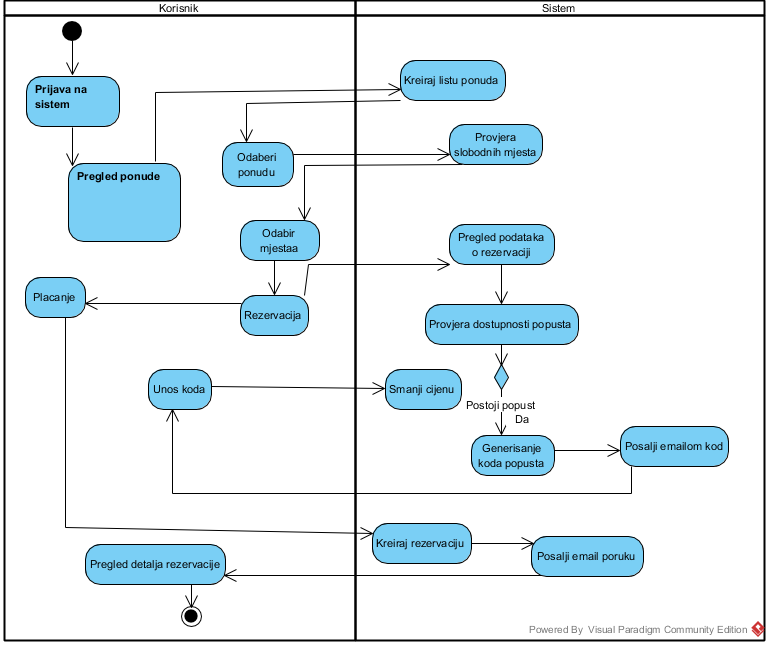 Korisnik
Sistem
Prijava na
sistem
Kreiraj listu ponuda
Pregled ponude
Odaberi
ponudu
Provjera
slobodnih mjesta
Odabir
mjestaa
Pregled podataka
o rezervaciji
Placanje
Rezervacija
Provjera dostupnosti popusta
Unos koda
Smanji cijenu
Postoji popust
Da
Generisanje
koda popusta
Posalji emailom kod
Kreiraj rezervaciju
Posalji email poruku
Pregled detalja rezervacije
Powered By Visual Paradigm Community Edition